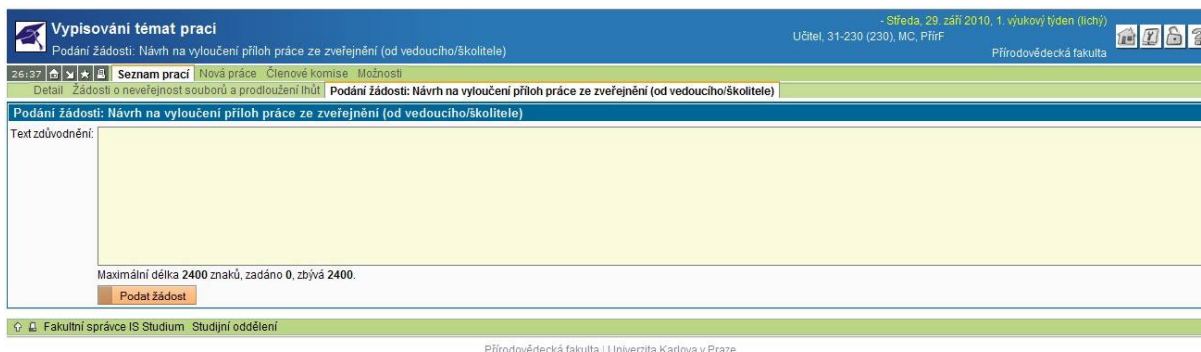 Vypisování témat prací
- Středa, 29. září 2010, 1. výukový týden (lichý)
Podání žádosti: Návrh na vyloučení příloh práce ze zveřejnění (od vedoucího/školitele)
Učitel, 31-230 (230), MC, PřírF
Přírodovědecká fakulta
26:37 Seznam prací Nová práce Členové komise Možnosti
Detail Žádosti o neveřejnost souborů a prodloužení lhůt Podání žádosti: Návrh na vyloučení příloh práce ze zveřejnění (od vedoucího/školitele)
Podání žádosti: Návrh na vyloučení příloh práce ze zveřejnění (od vedoucího/školitele)
Text zdůvodnění:
Maximální délka 2400 znaků, zadáno 0, zbývá 2400.
Podat žádost
Fakultní správce IS Studium Studijní oddělení
Přírodovědecká fakulta | Univerzita Karlova v Praze